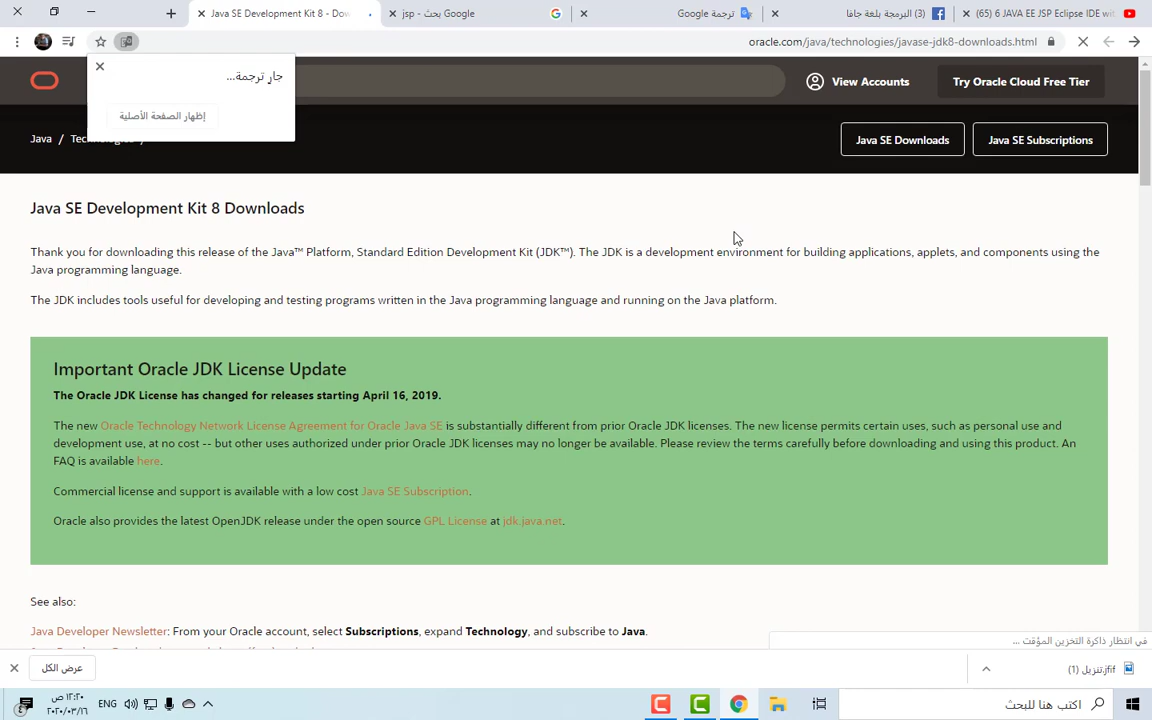 Java SE Development Kit 8 - Dow
jsp - بحث Google
ترجمة Google
(3) البرمجة بلغة جافا
(65) 6 JAVA EE JSP Eclipse IDE wit
oracle.com/java/technologies/javase-jdk8-downloads.html
جارٍ ترجمة...
إظهار الصفحة الأصلية
View Accounts
Try Oracle Cloud Free Tier
Java /
Java SE Downloads
Java SE Subscriptions
Java SE Development Kit 8 Downloads
Thank you for downloading this release of the Java™ Platform, Standard Edition Development Kit (JDK™). The JDK is a development environment for building applications, applets, and components using the
Java programming language.
The JDK includes tools useful for developing and testing programs written in the Java programming language and running on the Java platform.
Important Oracle JDK License Update
The Oracle JDK License has changed for releases starting April 16, 2019.
The new Oracle Technology Network License Agreement for Oracle Java SE is substantially different from prior Oracle JDK licenses. The new license permits certain uses, such as personal use and
development use, at no cost -- but other uses authorized under prior Oracle JDK licenses may no longer be available. Please review the terms carefully before downloading and using this product. An
FAQ is available here.
Commercial license and support is available with a low cost Java SE Subscription.
Oracle also provides the latest OpenJDK release under the open source GPL License at jdk.java.net.
See also:
Java Developer Newsletter: From your Oracle account, select Subscriptions, expand Technology, and subscribe to Java.
في انتظار ذاكرة التخزين المؤقت ...
عرض الكل
تنزيل (1).jfif
١٢:٢٠ ص
٢٠٢٠/٠٣/١٦
ENG
اكتب هنا للبحث